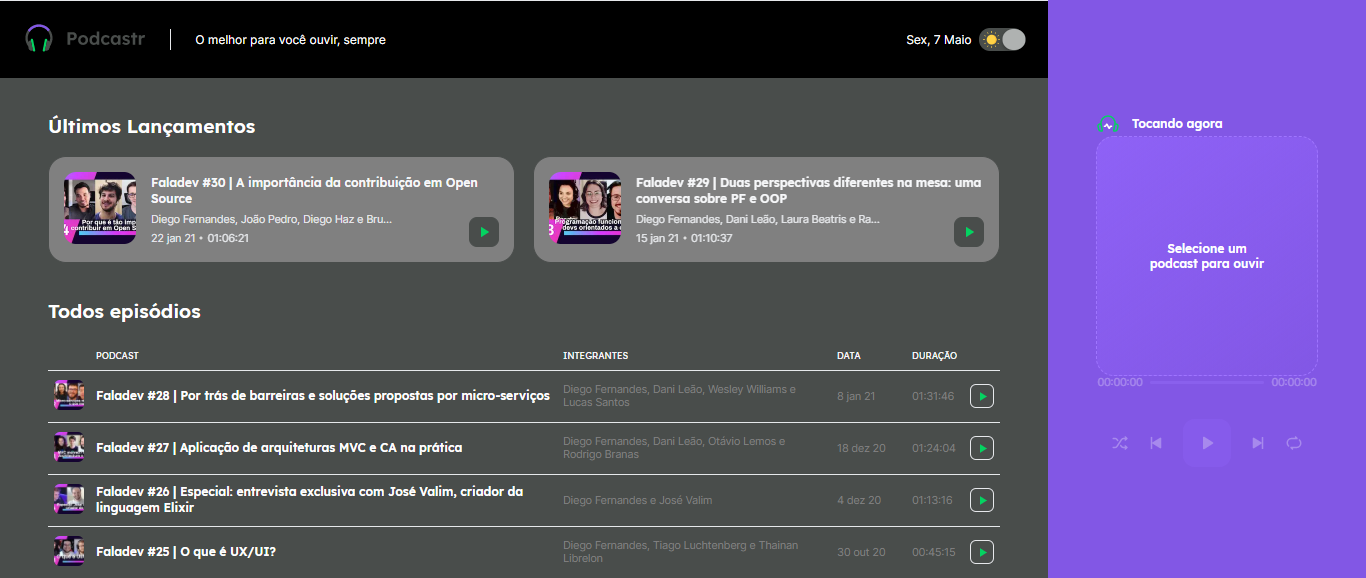 Podcastr
O melhor para você ouvir, sempre
Sex, 7 Maio
Últimos Lançamentos
Faladev #30 | A importância da contribuição em Open
Source
Diego Fernandes, João Pedro, Diego Haz e Bru...
22 jan 21 • 01:06:21
Faladev #29 | Duas perspectivas diferentes na mesa: uma
conversa sobre PF e OOP
Diego Fernandes, Dani Leão, Laura Beatris e Ra...
15 jan 21 • 01:10:37
Todos episódios
PODCAST INTEGRANTES DATA DURAÇÃO
Faladev #28 | Por trás de barreiras e soluções propostas por micro-serviços
Diego Fernandes, Dani Leão, Wesley Williams e
Lucas Santos
8 jan 21
01:31:46
Faladev #27 | Aplicação de arquiteturas MVC e CA na prática
Diego Fernandes, Dani Leão, Otávio Lemos e
Rodrigo Branas
18 dez 20
01:24:04
Faladev #26 | Especial: entrevista exclusiva com José Valim, criador da
linguagem Elixir
Diego Fernandes e José Valim
4 dez 20
01:13:16
Faladev #25 | O que é UX/UI?
Diego Fernandes, Tiago Luchtenberg e Thainan
Librelon
30 out 20
00:45:15
Tocando agora
Selecione um
podcast para ouvir
00:00:00
00:00:00